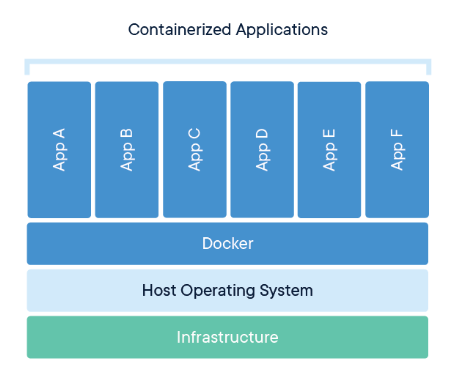 Containerized Applications
App A
App B
App C
App D
App E
App F
Docker
Host Operating System
Infrastructure